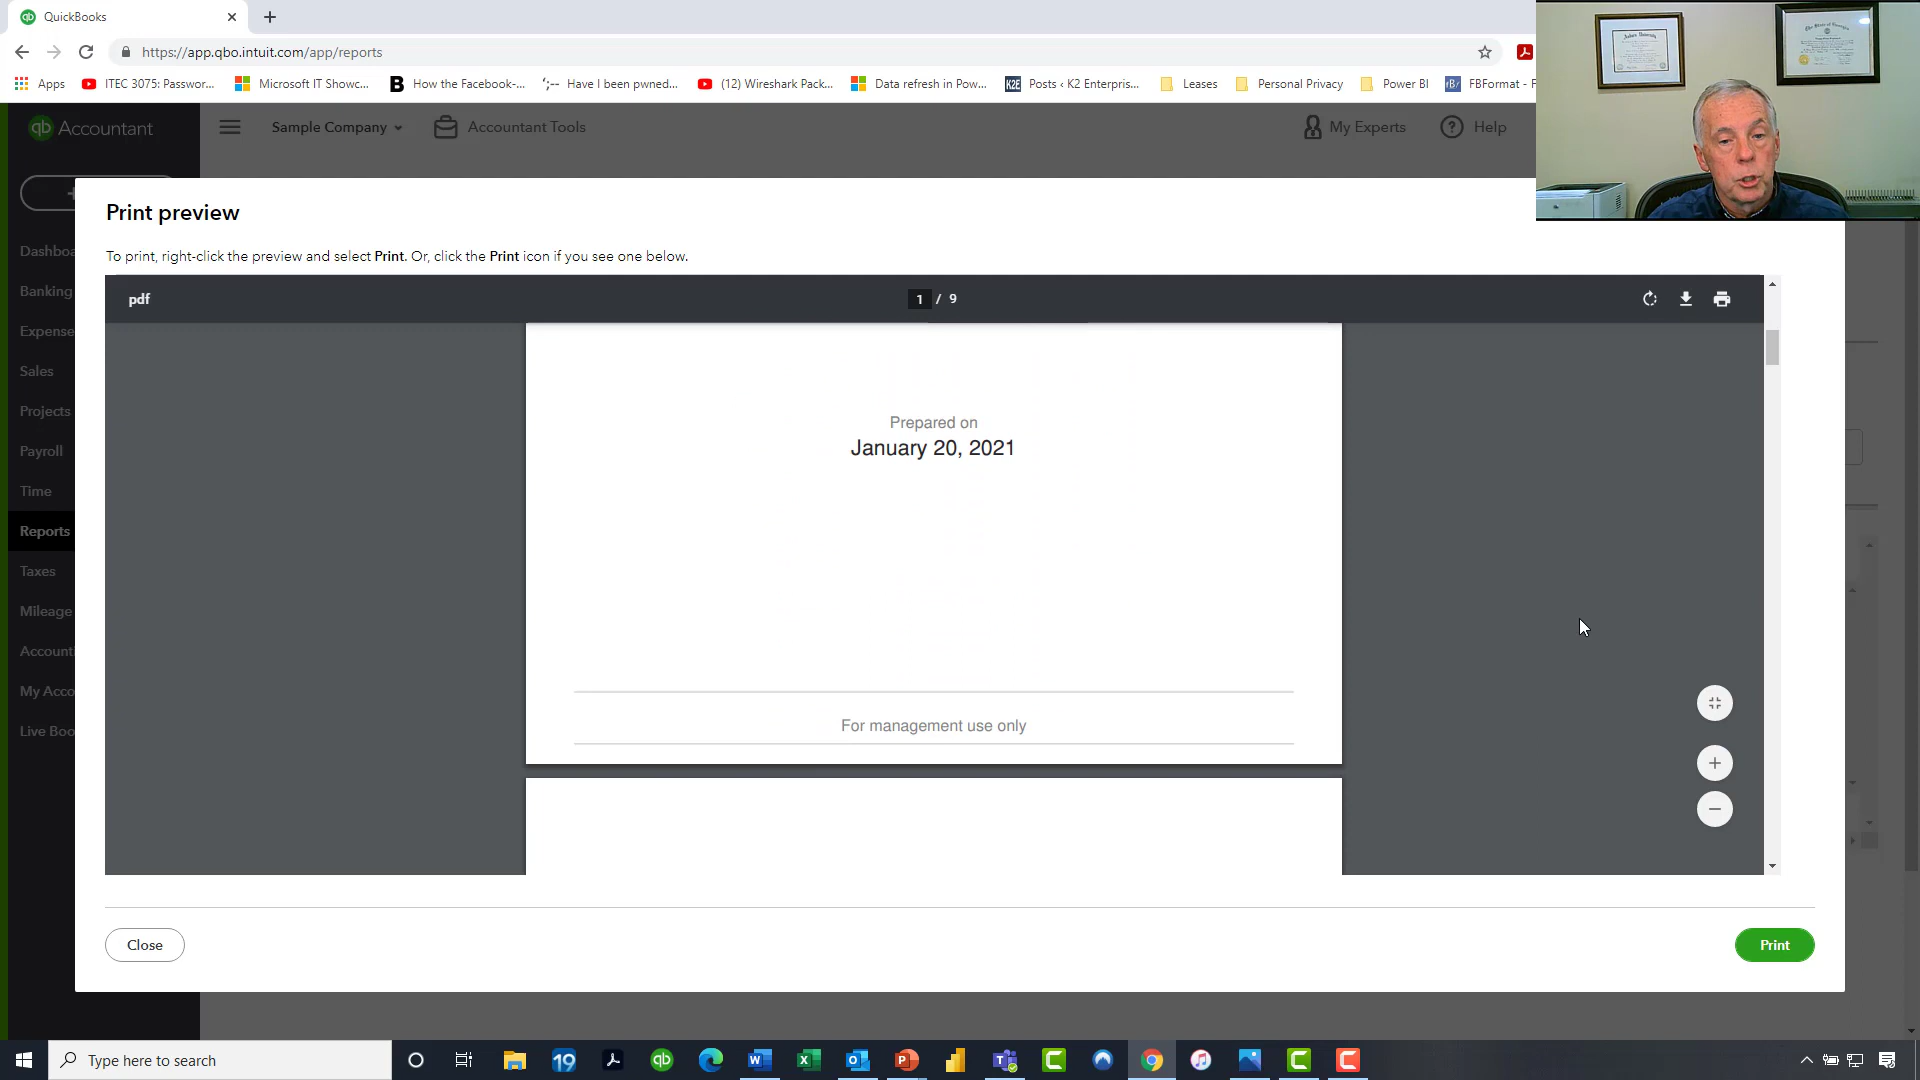 QuickBooks
https://app.qbo.intuit.com/app/reports
Apps
ITEC 3075: Passwor...
Microsoft IT Showc...
How the Facebook-...
Have I been pwned...
(12) Wireshark Pack...
Data refresh in Pow...
K2E
Posts ‹ K2 Enterpris...
Leases
Personal Privacy
Power BI
FBFormat - F
qb Accountant
Sample Company
Accountant Tools
My Experts
Help
Print preview
To print, right-click the preview and select Print. Or, click the Print icon if you see one below.
pdf
1 / 9
Dashboa
Banking
Expense
Sales
Projects
Payroll
Time
Reports
Taxes
Mileage
Account
My Acco
Live Boo
Prepared on
January 20, 2021
For management use only
Close
Print
Type here to search
19